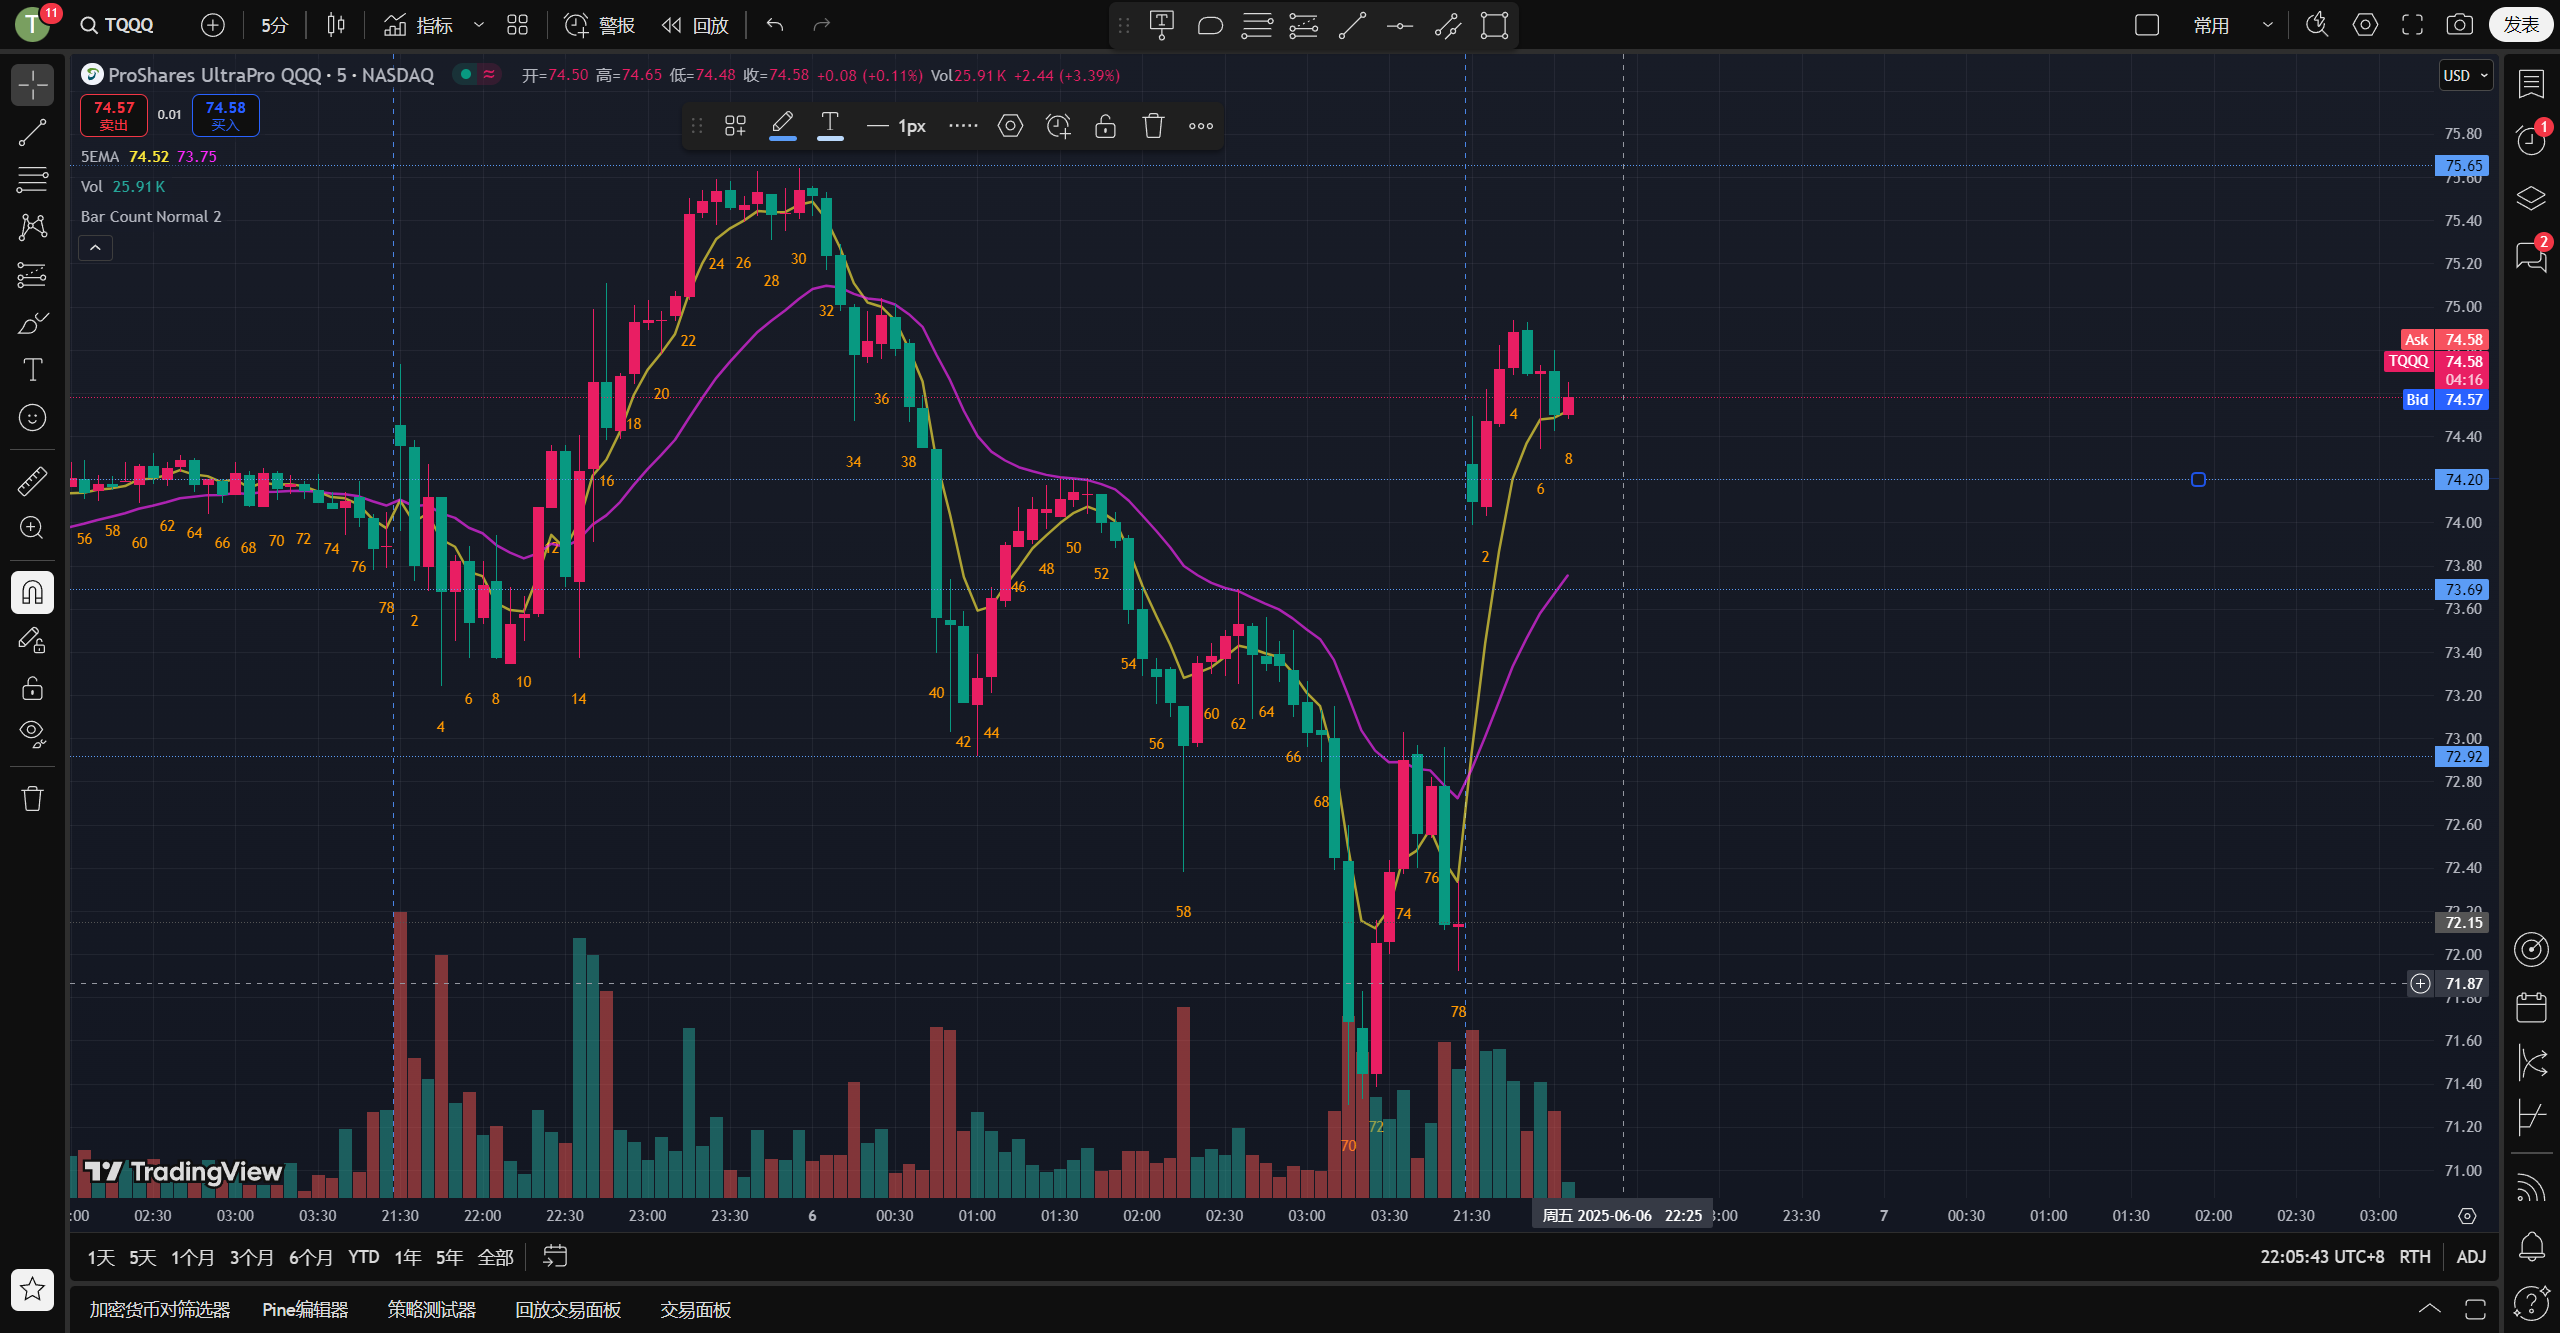 T 11 TQQQ 5分 指标 警报 回放 常用 发表
ProShares UltraPro QQQ · 5 · NASDAQ 开=74.50 高=74.65 低=74.48 收=74.58 +0.08 (+0.11%) Vol25.91 K +2.44 (+3.39%)
USD
74.57 卖出 0.01 74.58 买入
1px
5EMA 74.52 73.75
Vol 25.91 K
Bar Count Normal 2
75.80
75.65
75.60
75.40
75.20
75.00
Ask 74.58
TQQQ 74.58
04:16
Bid 74.57
74.40
74.20
74.00
73.80
73.69
73.60
73.40
73.20
73.00
72.92
72.80
72.60
72.40
72.20
72.15
72.00
71.87
71.80
71.60
71.40
71.20
71.00
56 58 60 62 64 66 68 70 72 74 76 78
2 4 6 8 10 12 14 16 18 20 22 24 26 28 30 32 34 36 38 40 42 44 46 48 50 52 54 56 58 60 62 64 66 68 70 72 74 76 78
2 4 6 8
1
2
TradingView
:00 02:30 03:00 03:30 21:30 22:00 22:30 23:00 23:30 6 00:30 01:00 01:30 02:00 02:30 03:00 03:30 21:30 周五 2025-06-06 22:25 3:00 23:30 7 00:30 01:00 01:30 02:00 02:30 03:00
1天 5天 1个月 3个月 6个月 YTD 1年 5年 全部 22:05:43 UTC+8 RTH ADJ
加密货币对筛选器 Pine编辑器 策略测试器 回放交易面板 交易面板